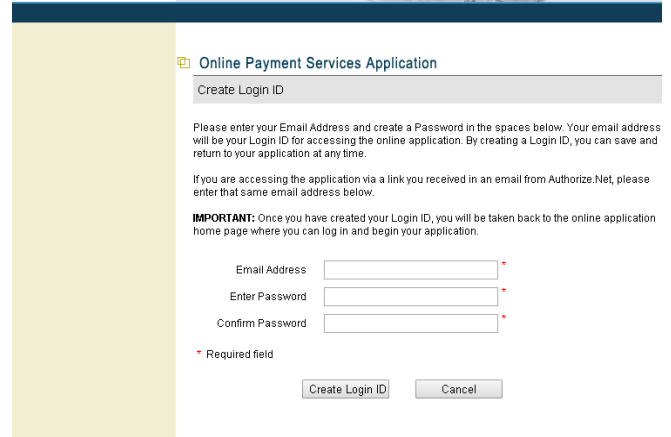 Online Payment Services Application
Create Login ID
Please enter your Email Address and create a Password in the spaces below. Your email address
will be your Login ID for accessing the online application. By creating a Login ID, you can save and
return to your application at any time.
If you are accessing the application via a link you received in an email from Authorize.Net, please
enter that same email address below.
IMPORTANT: Once you have created your Login ID, you will be taken back to the online application
home page where you can log in and begin your application.
Email Address *
Enter Password *
Confirm Password *
* Required field
Create Login ID Cancel